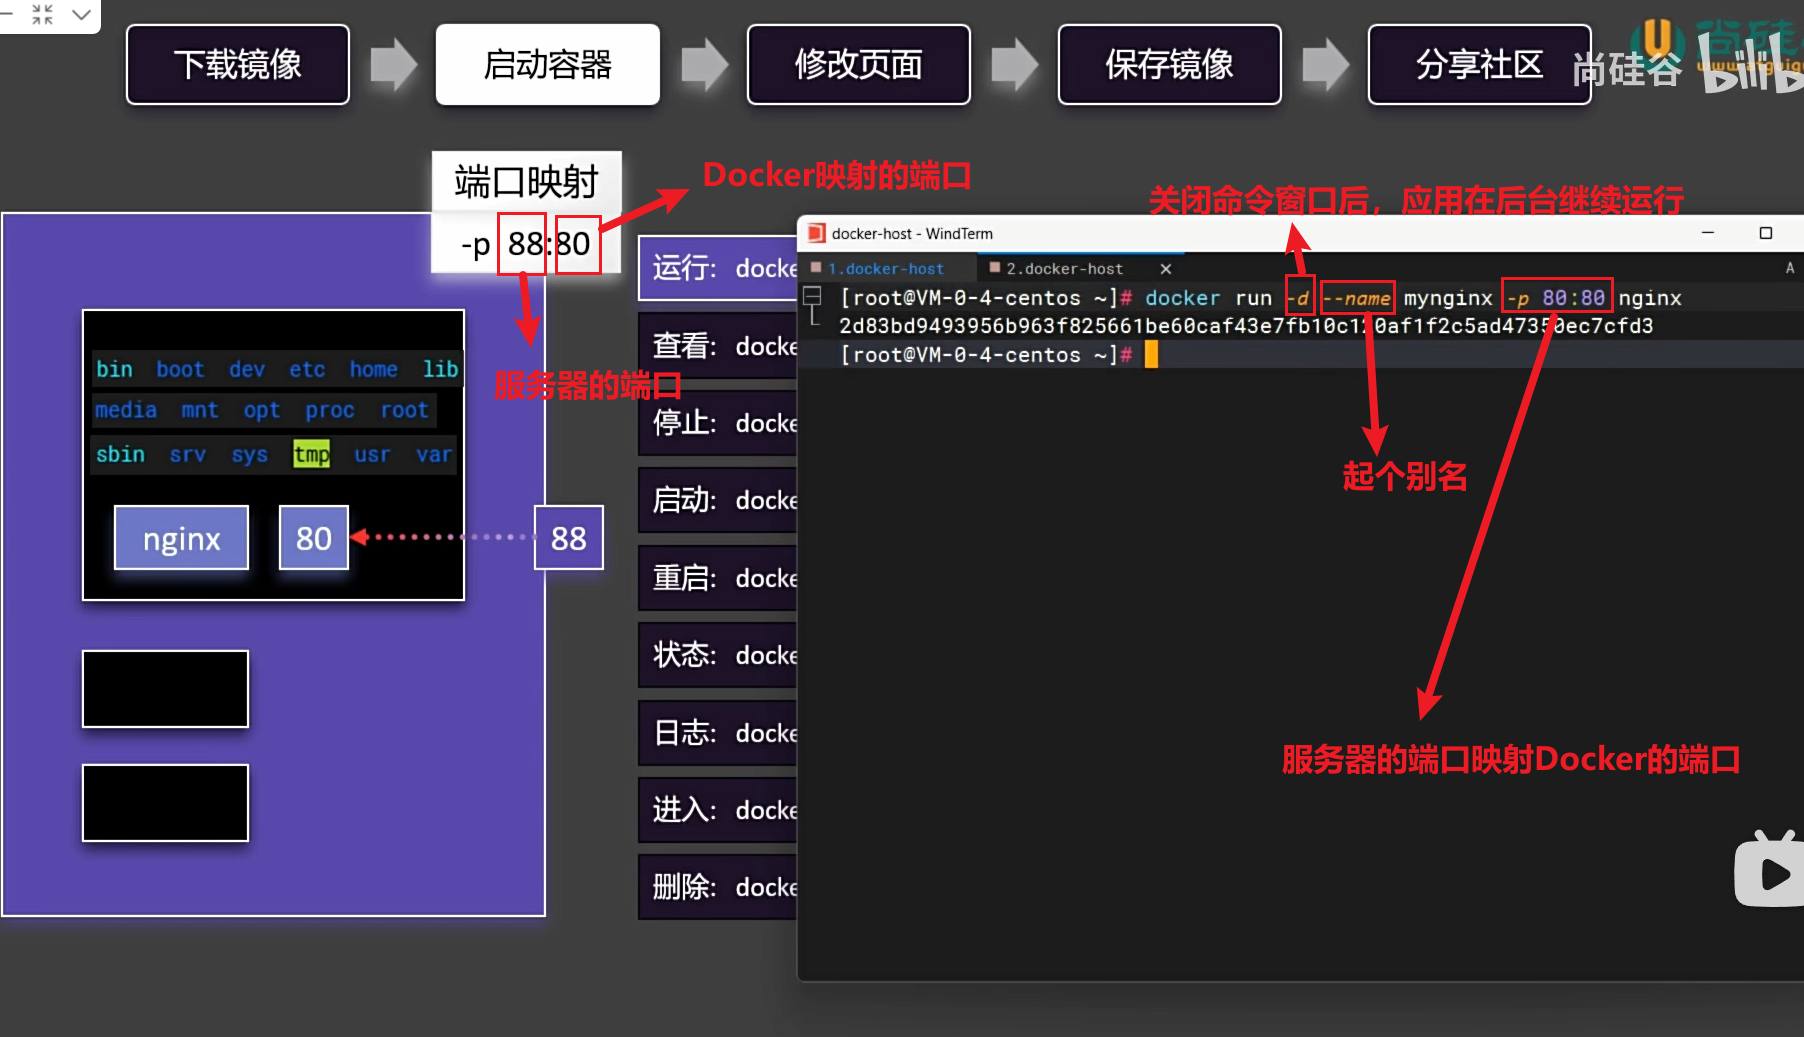 下载镜像
启动容器
修改页面
保存镜像
分享社区
尚硅谷
端口映射
-p 88:80
Docker映射的端口
服务器的端口
bin boot dev etc home lib
media mnt opt proc root
sbin srv sys tmp usr var
nginx
80
88
运行: docke
查看: docke
停止: docke
启动: docke
重启: docke
状态: docke
日志: docke
进入: docke
删除: docke
关闭命令窗口后，应用在后台继续运行
docker-host - WindTerm
1.docker-host
2.docker-host
A
[root@VM-0-4-centos ~]# docker run -d --name mynginx -p 80:80 nginx
[root@VM-0-4-centos ~]#
起个别名
服务器的端口映射Docker的端口